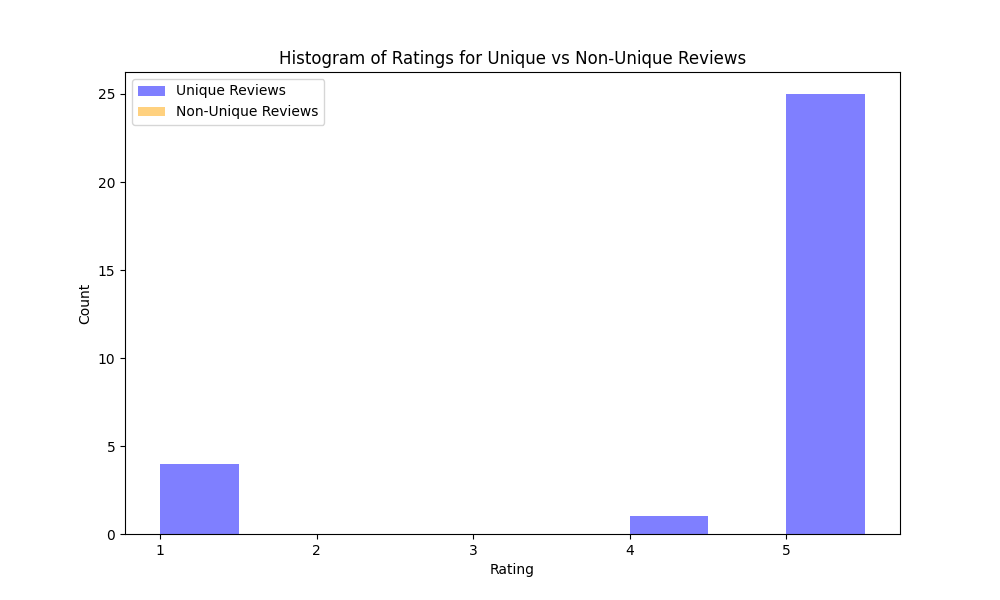 Histogram of Ratings for Unique vs Non-Unique Reviews
Unique Reviews
Non-Unique Reviews
25
20
15
10
5
0
Count
1 2 3 4 5
Rating